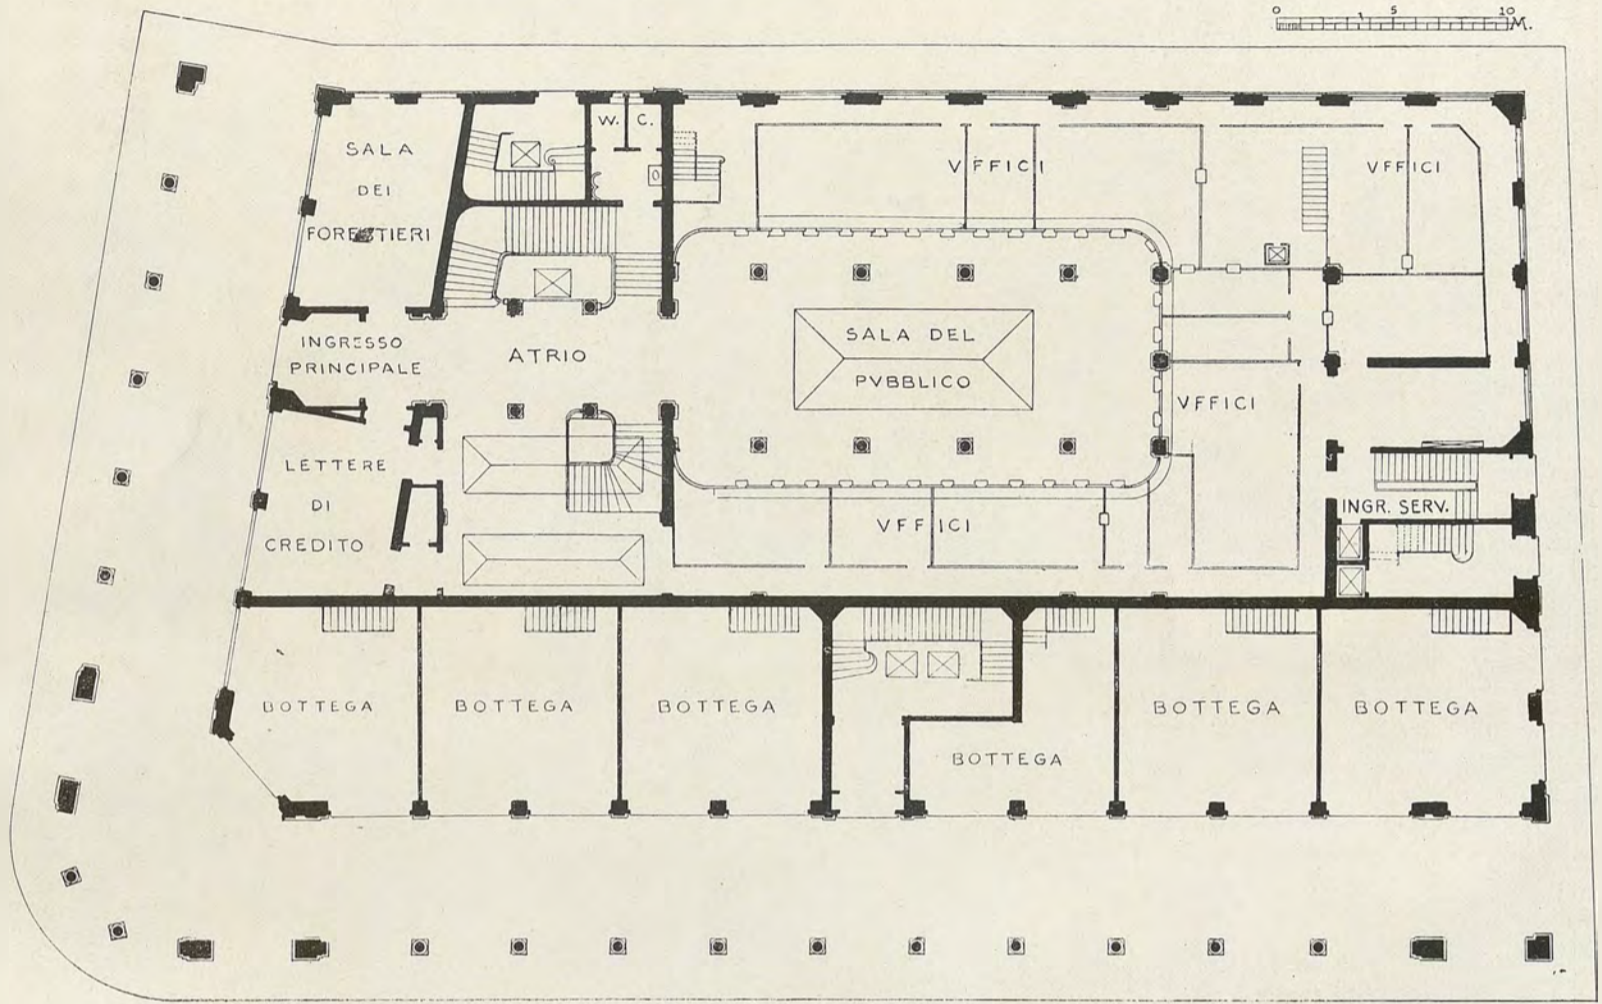 0 5 10 M.
W. C.
SALA
DEI
FORESTIERI
VFFICI
VFFICI
INGRESSO
PRINCIPALE
ATRIO
SALA DEL
PVBBLICO
VFFICI
LETTERE
DI
CREDITO
VFFICI
INGR. SERV.
BOTTEGA
BOTTEGA
BOTTEGA
BOTTEGA
BOTTEGA
BOTTEGA